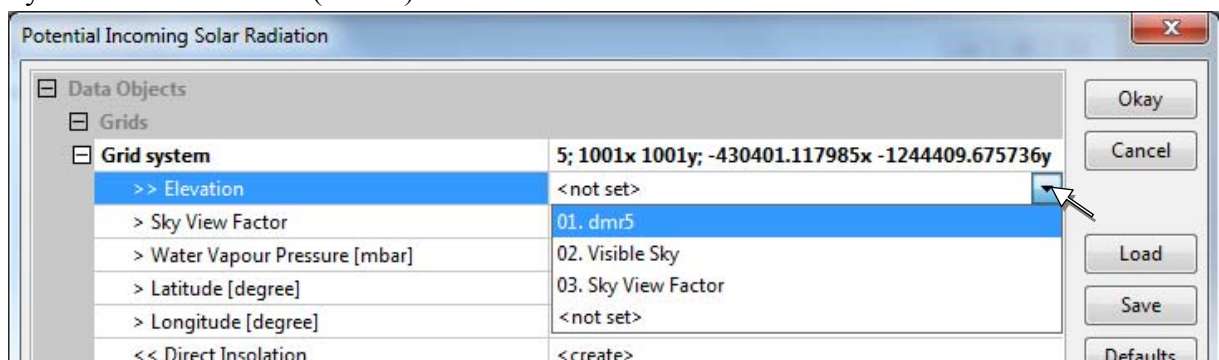 Potential Incoming Solar Radiation
Data Objects
Grids
Grid system 5; 1001x 1001y; -430401.117985x -1244409.675736y
>> Elevation <not set>
> Sky View Factor 01. dmr5
> Water Vapour Pressure [mbar] 02. Visible Sky
> Latitude [degree] 03. Sky View Factor
> Longitude [degree] <not set>
<< Direct Insolation <create>
Okay
Cancel
Load
Save
Defaults